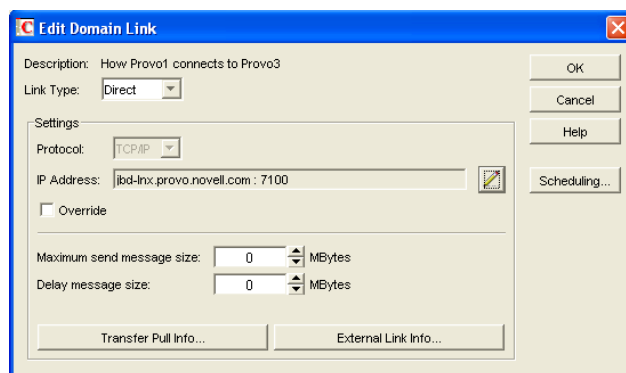 Edit Domain Link
Description: How Provo1 connects to Provo3
OK
Link Type: Direct
Cancel
Settings
Help
Protocol: TCP/IP
IP Address: jbd-lnx.provo.novell.com : 7100
Scheduling...
Override
Maximum send message size: 0 MBytes
Delay message size: 0 MBytes
Transfer Pull Info...
External Link Info...